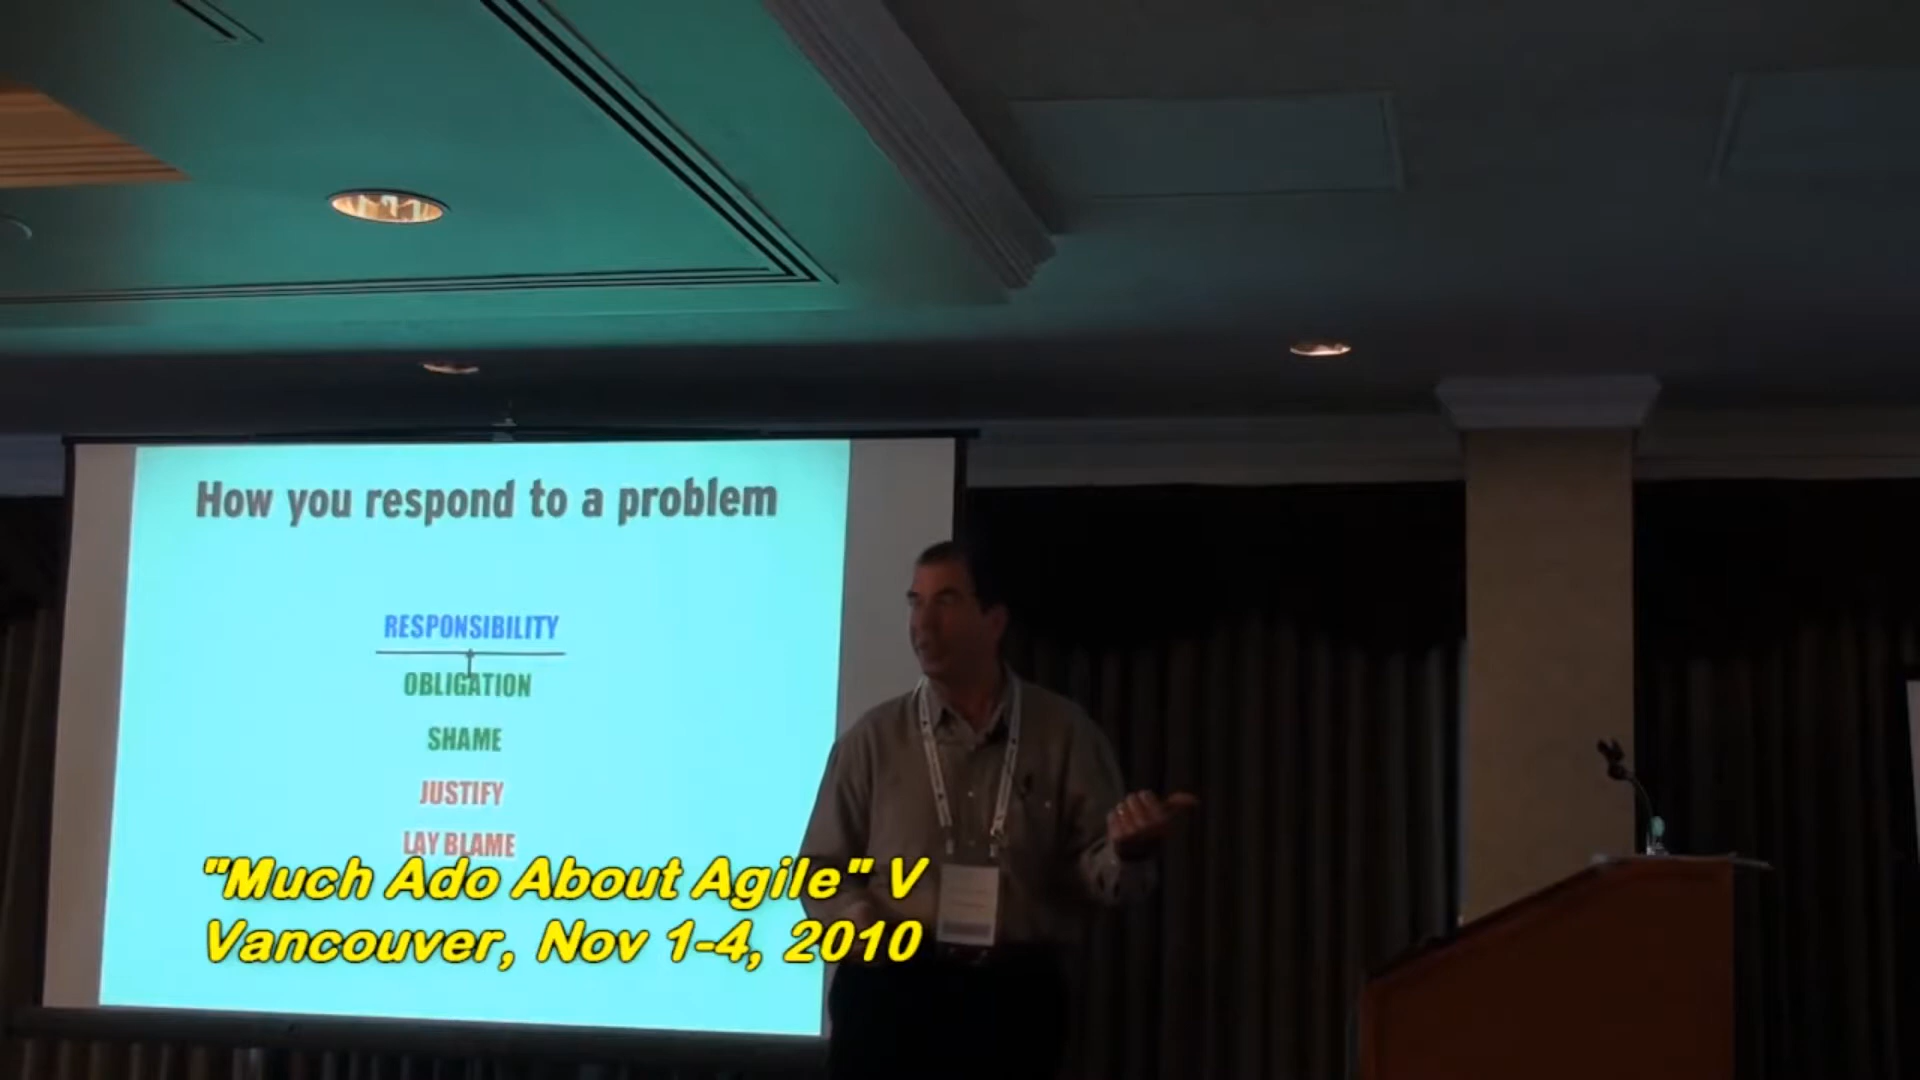 How you respond to a problem
RESPONSIBILITY
OBLIGATION
SHAME
JUSTIFY
LAY BLAME
"Much Ado About Agile" V
Vancouver, Nov 1-4, 2010